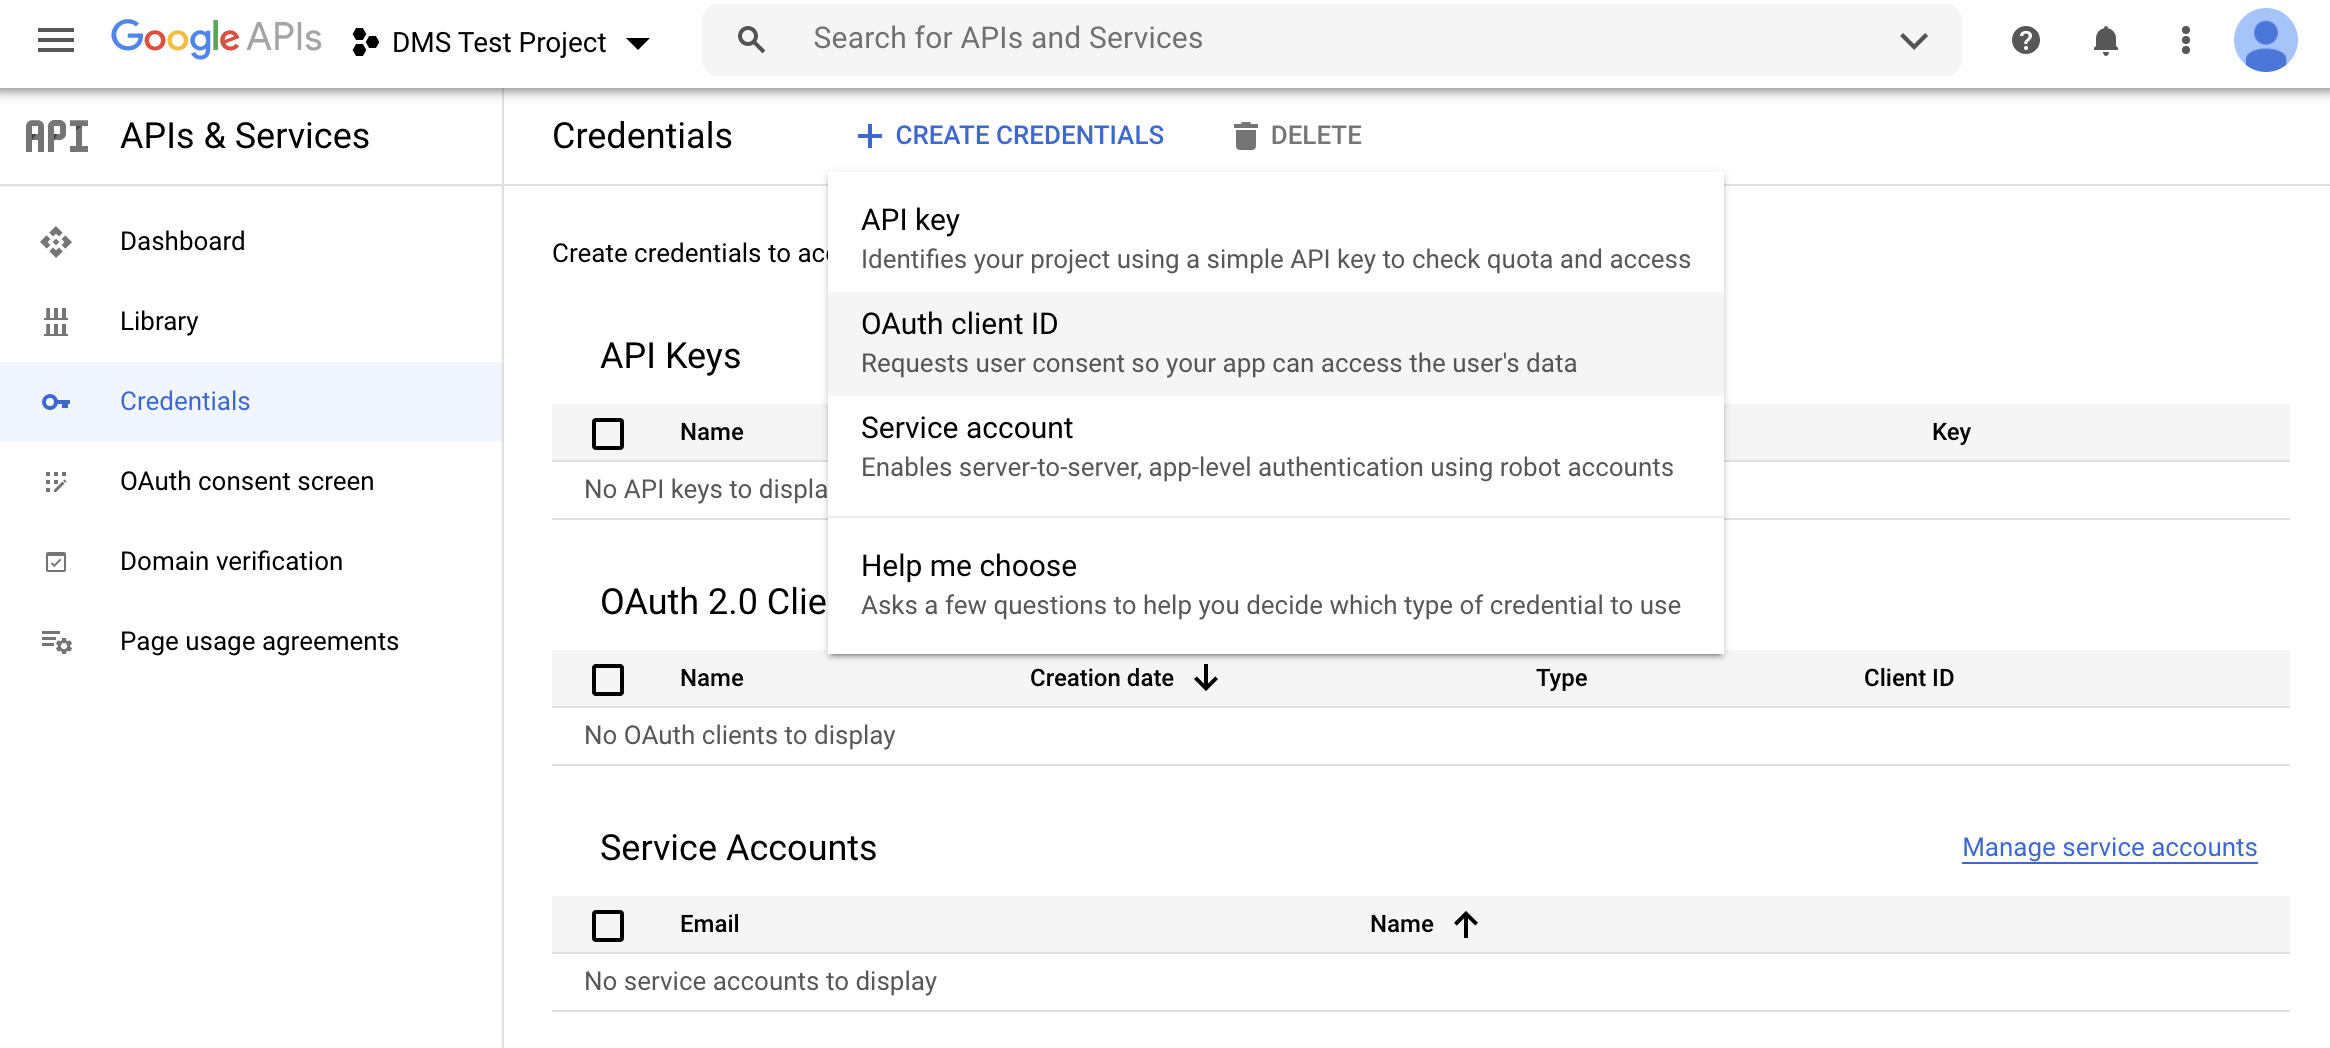 Google APIs
DMS Test Project
Search for APIs and Services
API
APIs & Services
Credentials
CREATE CREDENTIALS
DELETE
Dashboard
Library
Credentials
OAuth consent screen
Domain verification
Page usage agreements
Create credentials to
API key
Identifies your project using a simple API key to check quota and access
OAuth client ID
Requests user consent so your app can access the user's data
Service account
Enables server-to-server, app-level authentication using robot accounts
Help me choose
Asks a few questions to help you decide which type of credential to use
API Keys
Name
Key
No API keys to displa
OAuth 2.0 Clie
Name
Creation date
Type
Client ID
No OAuth clients to display
Service Accounts
Manage service accounts
Email
Name
No service accounts to display